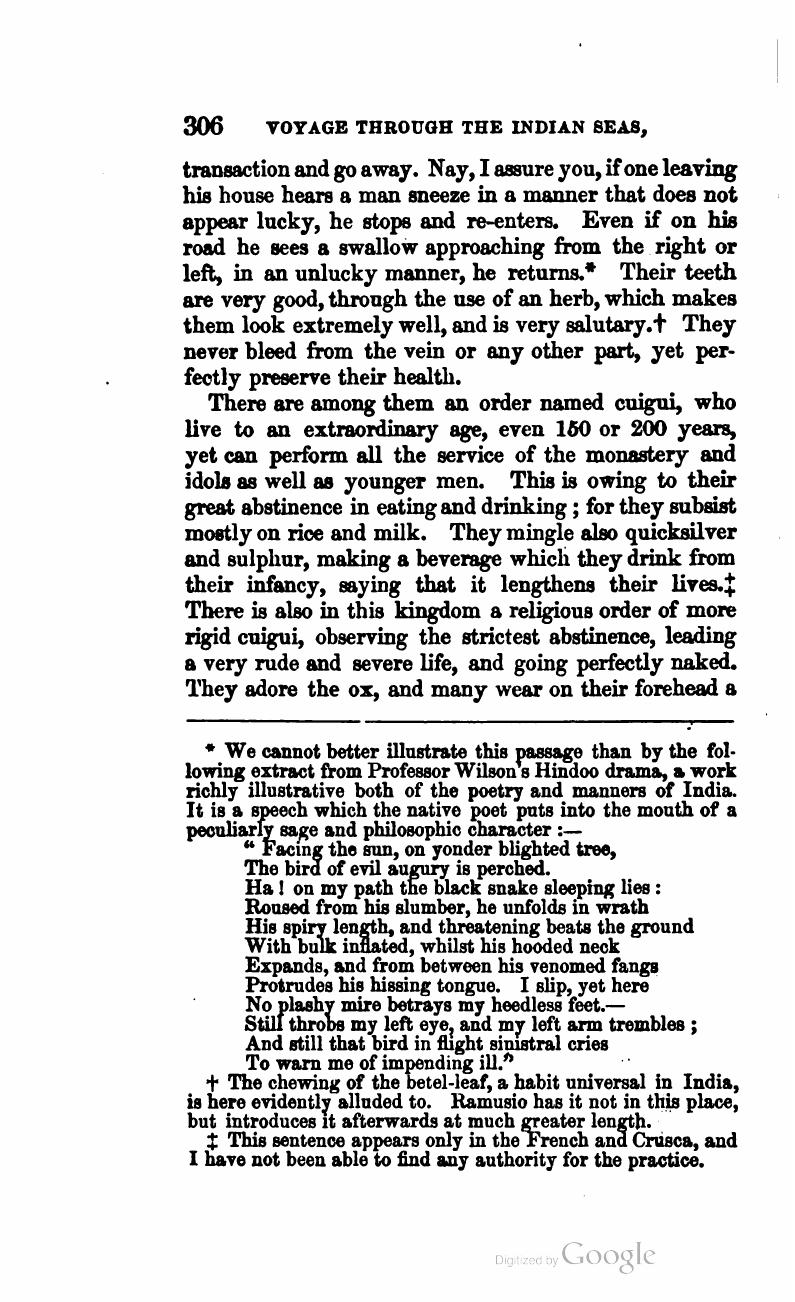 306 VOYAGE THROUGH THE INDIAN SEAS,
transaction and go away. Nay, I assure you, if one leaving
his house hears a man sneeze in a manner that does not
appear lucky, he stops and re-enters. Even if on his
road he sees a swallow approaching from the right or
left, in an unlucky manner, he returns.* Their teeth
are very good, through the use of an herb, which makes
them look extremely well, and is very salutary.† They
never bleed from the vein or any other part, yet per-
fectly preserve their health.
There are among them an order named cuigui, who
live to an extraordinary age, even 150 or 200 years,
yet can perform all the service of the monastery and
idols as well as younger men. This is owing to their
great abstinence in eating and drinking; for they subsist
mostly on rice and milk. They mingle also quicksilver
and sulphur, making a beverage which they drink from
their infancy, saying that it lengthens their lives.‡
There is also in this kingdom a religious order of more
rigid cuigui, observing the strictest abstinence, leading
a very rude and severe life, and going perfectly naked.
They adore the ox, and many wear on their forehead a
* We cannot better illustrate this passage than by the fol-
lowing extract from Professor Wilson's Hindoo drama, a work
richly illustrative both of the poetry and manners of India.
It is a speech which the native poet puts into the mouth of a
peculiarly sage and philosophic character :—
" Facing the sun, on yonder blighted tree,
The bird of evil augury is perched.
Ha ! on my path the black snake sleeping lies :
Roused from his slumber, he unfolds in wrath
His spiry length, and threatening beats the ground
With bulk inflated, whilst his hooded neck
Expands, and from between his venomed fangs
Protrudes his hissing tongue. I slip, yet here
No plashy mire betrays my heedless feet.—
Still throbs my left eye, and my left arm trembles ;
And still that bird in flight sinistral cries
To warn me of impending ill."
† The chewing of the betel-leaf, a habit universal in India,
is here evidently alluded to. Ramusio has it not in this place,
but introduces it afterwards at much greater length.
‡ This sentence appears only in the French and Crusca, and
I have not been able to find any authority for the practice.
Digitized by Google